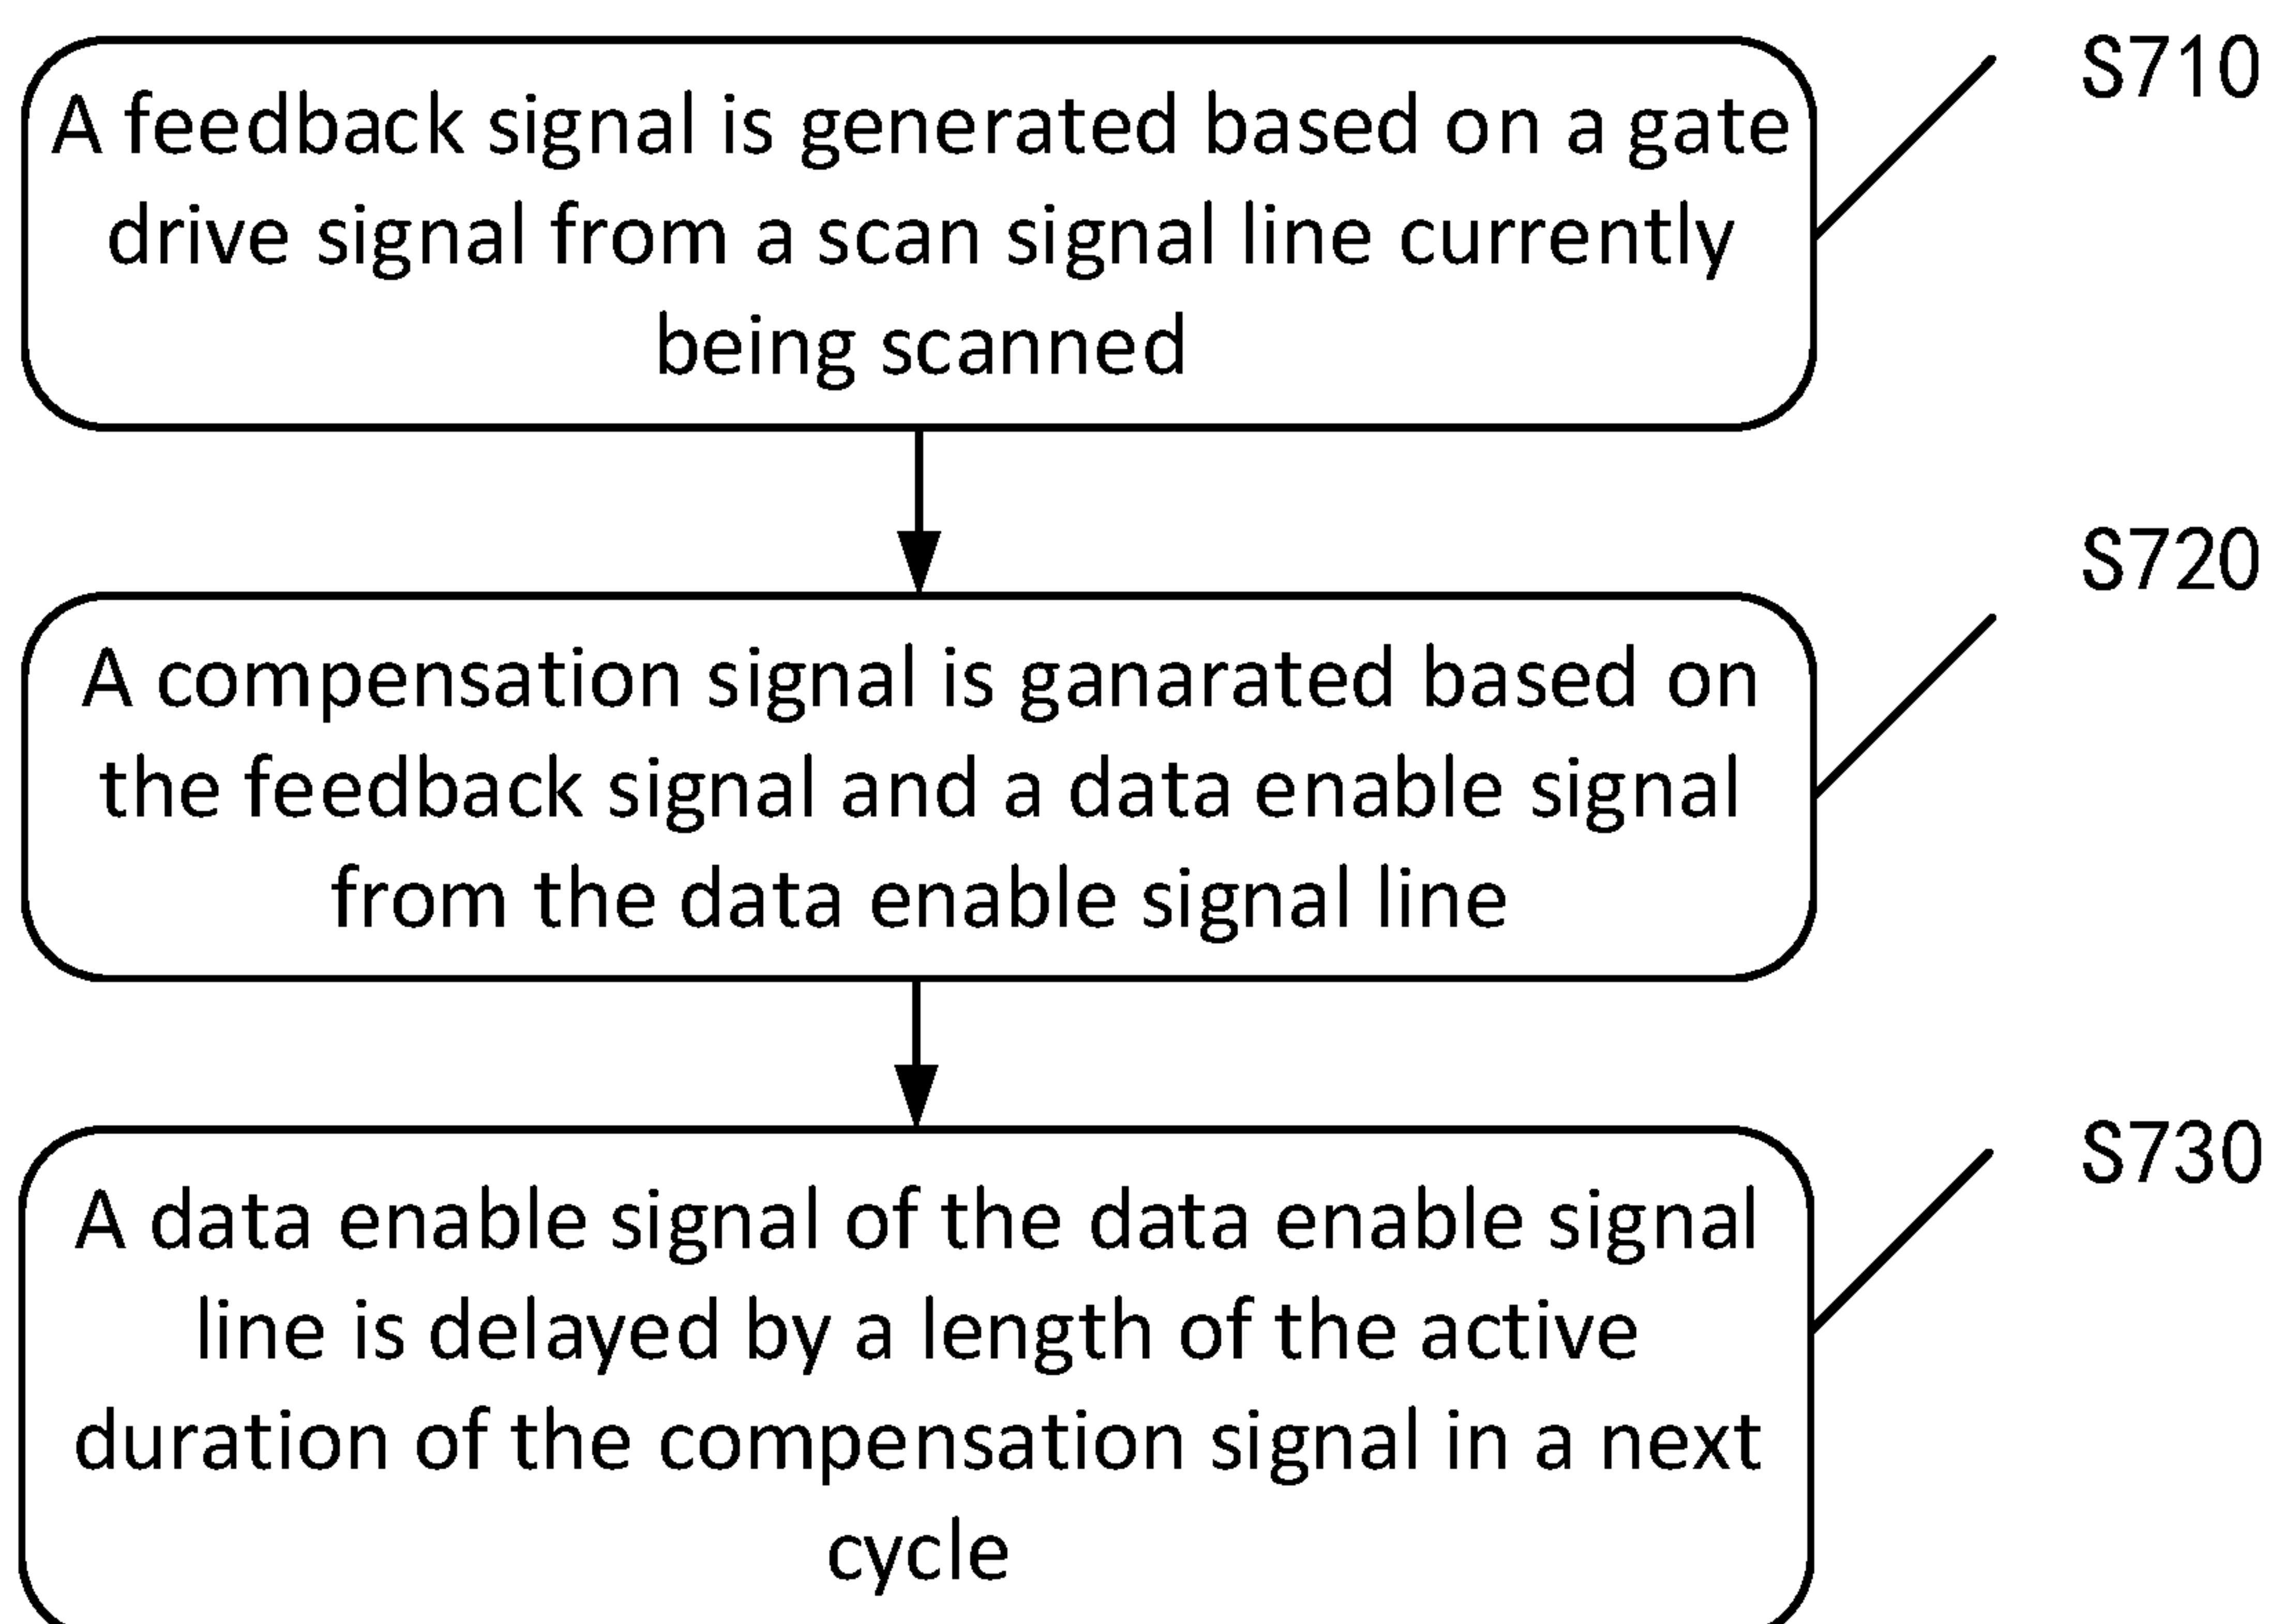 S710
A feedback signal is generated based on a gate
drive signal from a scan signal line currently
being scanned
S720
A compensation signal is ganarated based on
the feedback signal and a data enable signal
from the data enable signal line
S730
A data enable signal of the data enable signal
line is delayed by a length of the active
duration of the compensation signal in a next
cycle